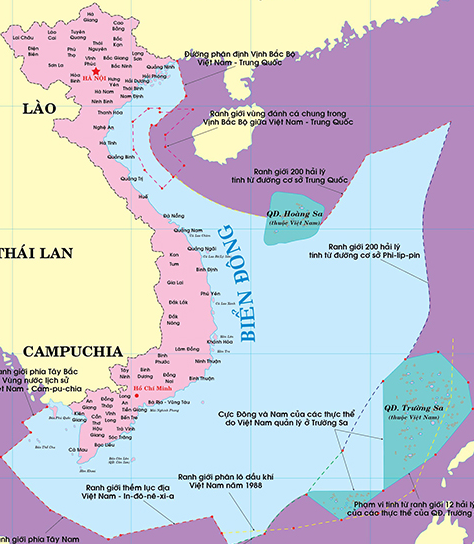 Hà Giang
Cao Bằng
Lai Châu
Lào Cai
Tuyên Quang
Bắc Kạn
Điện Biên
Yên Bái
Thái Nguyên
Lạng Sơn
Phú Thọ
Vĩnh Phúc
Bắc Giang
Sơn La
Bắc Ninh
Quảng Ninh
HÀ NỘI
Hải Dương
Hòa Bình
Hưng Yên
Hải Phòng
Hà Nam
Thái Bình
Nam Định
Ninh Bình
Thanh Hóa
Nghệ An
Hà Tĩnh
Quảng Bình
Quảng Trị
Huế
Đà Nẵng
Quảng Nam
Quảng Ngãi
Kon Tum
Bình Định
Gia Lai
Phú Yên
Đắk Lắk
Đắk Nông
Khánh Hòa
Lâm Đồng
Ninh Thuận
Bình Phước
Tây Ninh
Bình Dương
Đồng Nai
Bình Thuận
Hồ Chí Minh
Bà Rịa - Vũng Tàu
Long An
Đồng Tháp
An Giang
Tiền Giang
Bến Tre
Vĩnh Long
Cần Thơ
Kiên Giang
Trà Vinh
Hậu Giang
Sóc Trăng
Bạc Liêu
Cà Mau
LÀO
THÁI LAN
CAMPUCHIA
BIỂN ĐÔNG
Đường phân định Vịnh Bắc Bộ
Việt Nam - Trung Quốc
Ranh giới vùng đánh cá chung trong
Vịnh Bắc Bộ giữa Việt Nam - Trung Quốc
Ranh giới 200 hải lý
tính từ đường cơ sở Trung Quốc
QĐ. Hoàng Sa
(thuộc Việt Nam)
Ranh giới 200 hải lý
tính từ đường cơ sở Phi-lip-pin
anh giới phía Tây Bắc
Vùng nước lịch sử
ệt Nam - Cam-pu-chia
QĐ. Trường Sa
(thuộc Việt Nam)
Cực Đông và Nam của các thực thể
do Việt Nam quản lý ở Trường Sa
Ranh giới phân lô dầu khí
Việt Nam năm 1988
Ranh giới thềm lục địa
Việt Nam - In-đô-nê-xi-a
Phạm vi tính từ ranh giới 12 hải l
của các thực thể của QĐ. Trường
nh giới phía Tây Nam